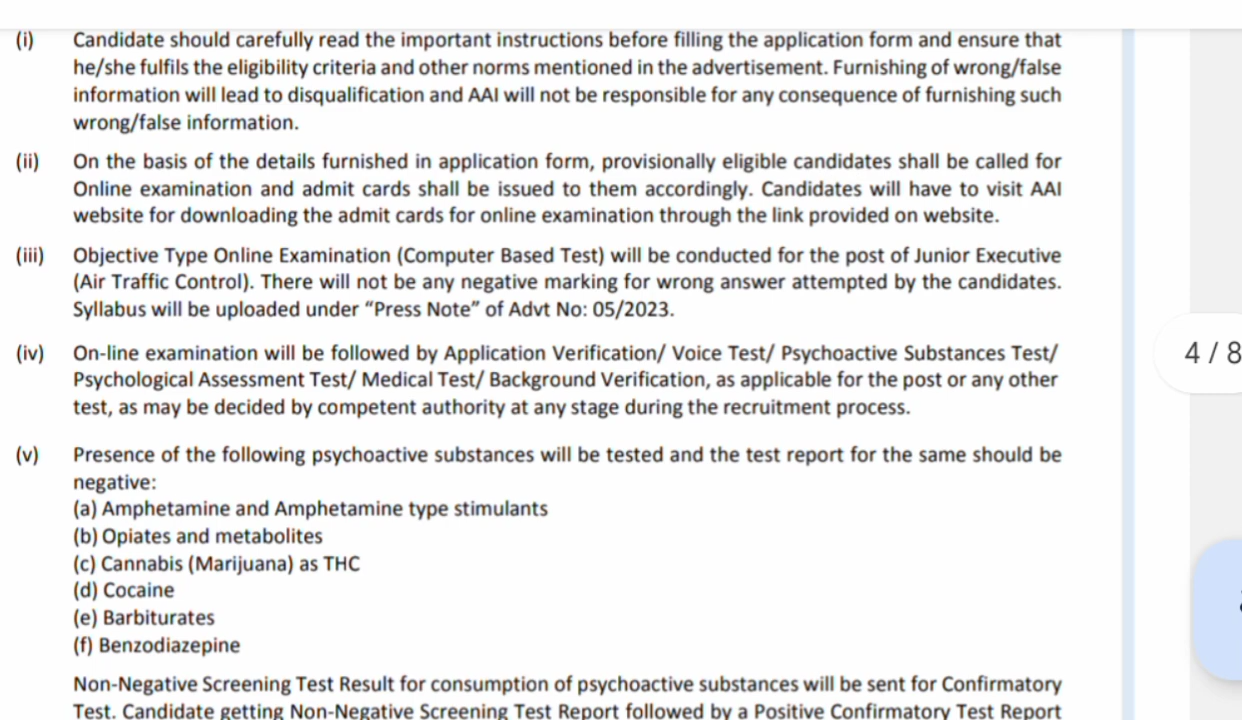 (i) Candidate should carefully read the important instructions before filling the application form and ensure that
he/she fulfils the eligibility criteria and other norms mentioned in the advertisement. Furnishing of wrong/false
information will lead to disqualification and AAI will not be responsible for any consequence of furnishing such
wrong/false information.
(ii) On the basis of the details furnished in application form, provisionally eligible candidates shall be called for
Online examination and admit cards shall be issued to them accordingly. Candidates will have to visit AAI
website for downloading the admit cards for online examination through the link provided on website.
(iii) Objective Type Online Examination (Computer Based Test) will be conducted for the post of Junior Executive
(Air Traffic Control). There will not be any negative marking for wrong answer attempted by the candidates.
Syllabus will be uploaded under “Press Note” of Advt No: 05/2023.
(iv) On-line examination will be followed by Application Verification/ Voice Test/ Psychoactive Substances Test/
Psychological Assessment Test/ Medical Test/ Background Verification, as applicable for the post or any other
test, as may be decided by competent authority at any stage during the recruitment process.
4 / 8
(v) Presence of the following psychoactive substances will be tested and the test report for the same should be
negative:
(a) Amphetamine and Amphetamine type stimulants
(b) Opiates and metabolites
(c) Cannabis (Marijuana) as THC
(d) Cocaine
(e) Barbiturates
(f) Benzodiazepine
Non-Negative Screening Test Result for consumption of psychoactive substances will be sent for Confirmatory
Test. Candidate getting Non-Negative Screening Test Report followed by a Positive Confirmatory Test Report